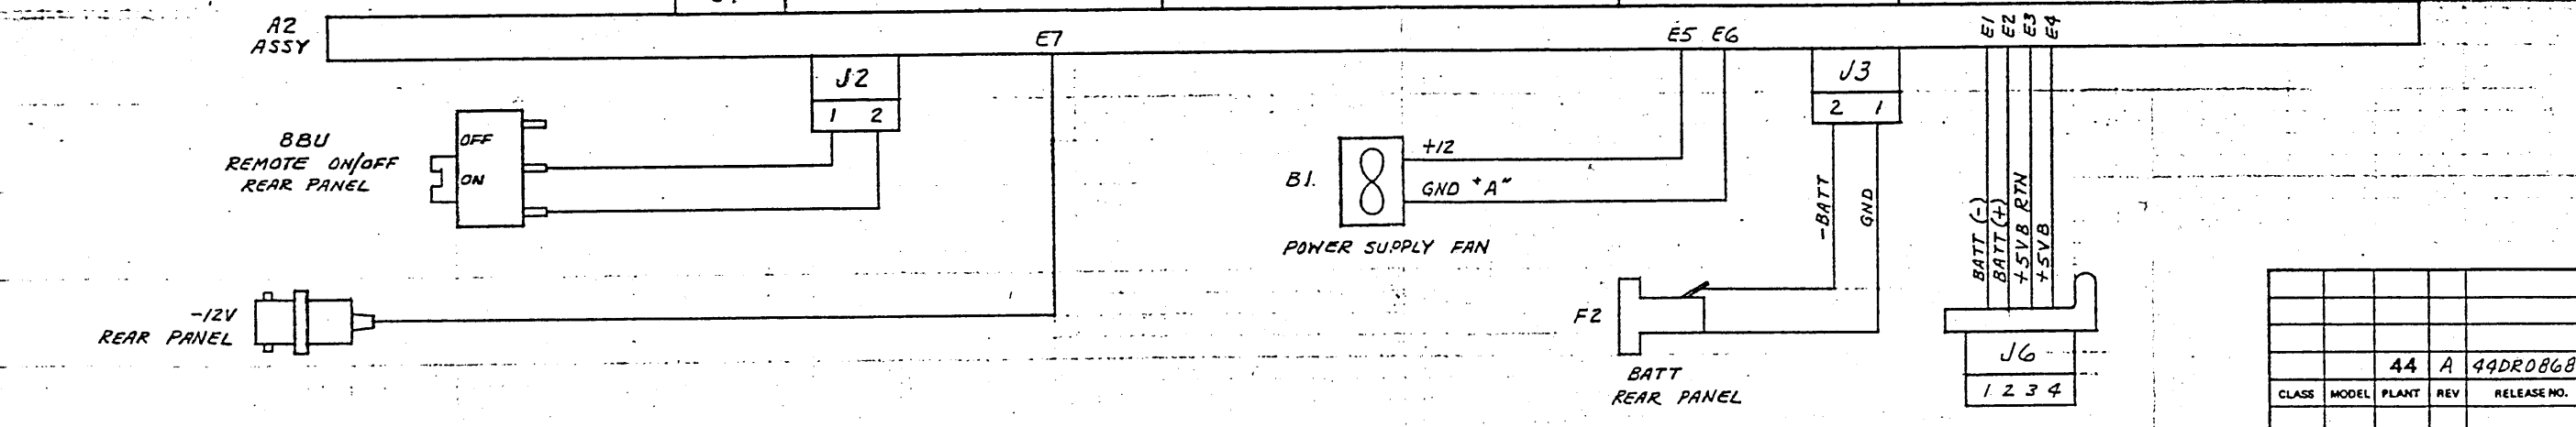 A2
ASSY
E7
E5 E6
E1
E2
E3
E4
J2
1 2
J3
2 1
BBU
REMOTE ON/OFF
REAR PANEL
OFF
ON
B1.
+12
GND "A"
POWER SUPPLY FAN
-BATT
GND
BATT (-)
BATT (+)
+5VB RTN
+5VB
-12V
REAR PANEL
F2
BATT
REAR PANEL
J6
1 2 3 4
44 A 44DR0868
CLASS MODEL PLANT REV RELEASE NO.